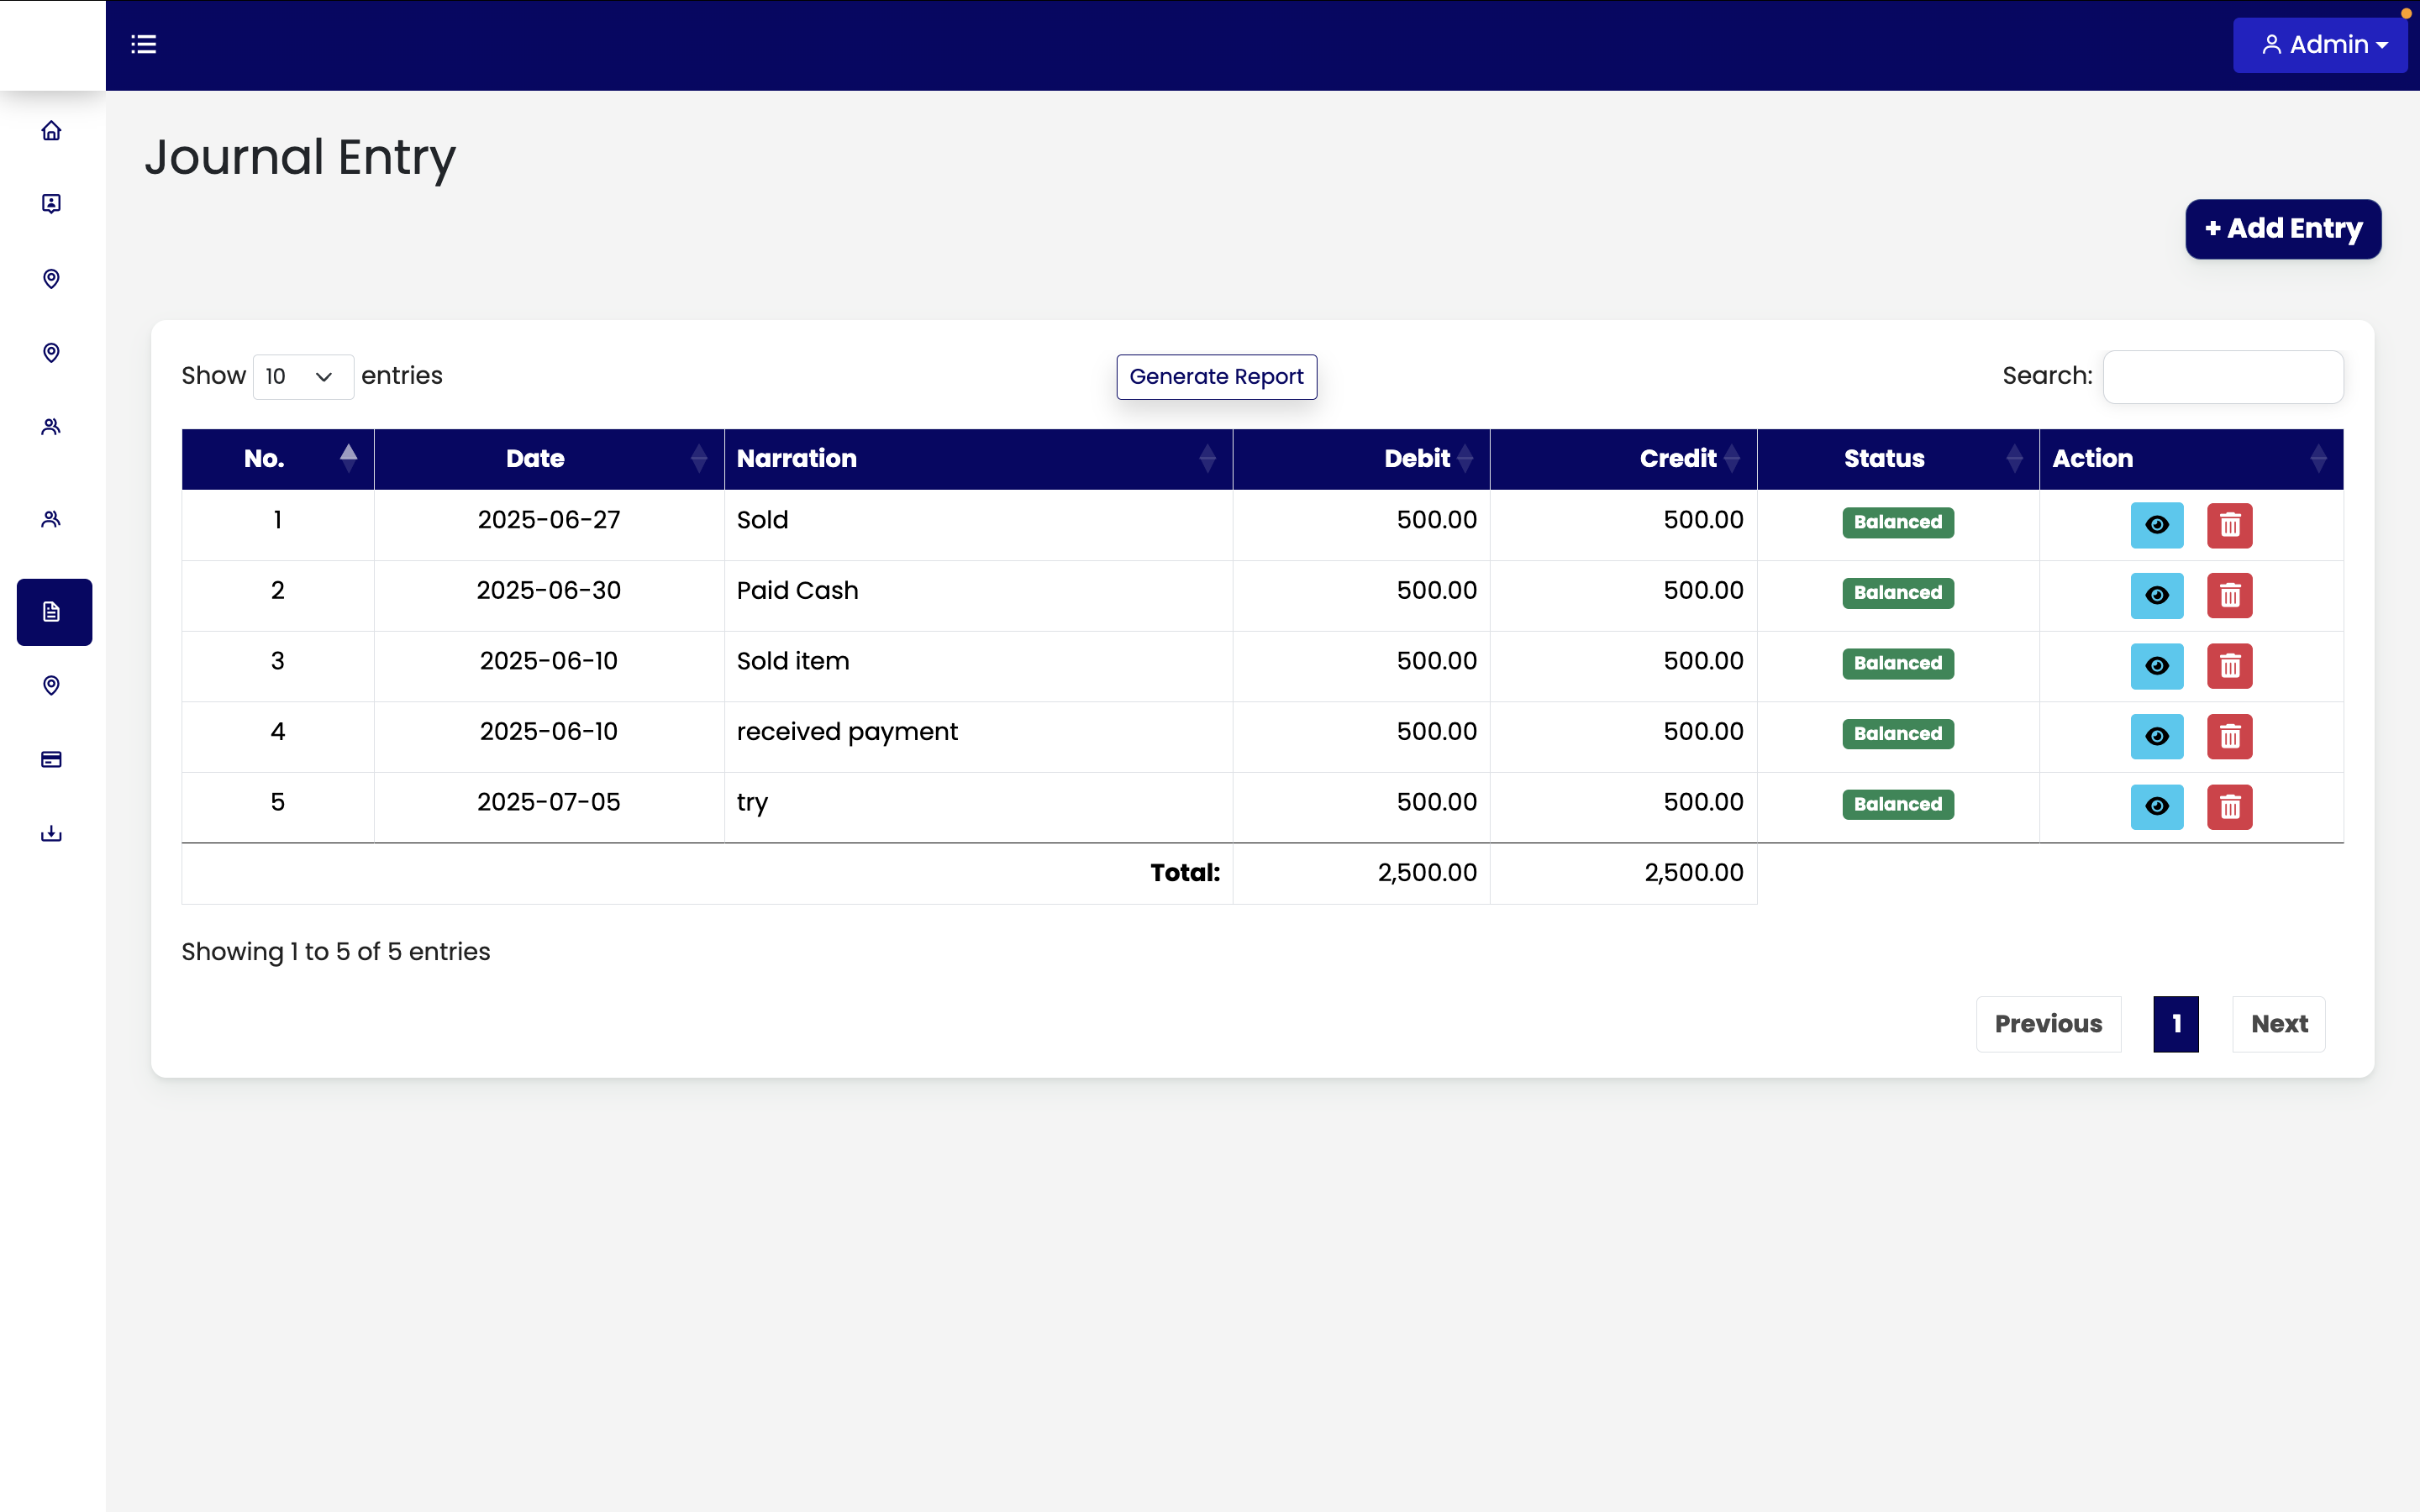 Admin
Journal Entry
+ Add Entry
Show 10 entries
Generate Report
Search:
No. Date Narration Debit Credit Status Action
1 2025-06-27 Sold 500.00 500.00 Balanced
2 2025-06-30 Paid Cash 500.00 500.00 Balanced
3 2025-06-10 Sold item 500.00 500.00 Balanced
4 2025-06-10 received payment 500.00 500.00 Balanced
5 2025-07-05 try 500.00 500.00 Balanced
Total: 2,500.00 2,500.00
Showing 1 to 5 of 5 entries
Previous 1 Next